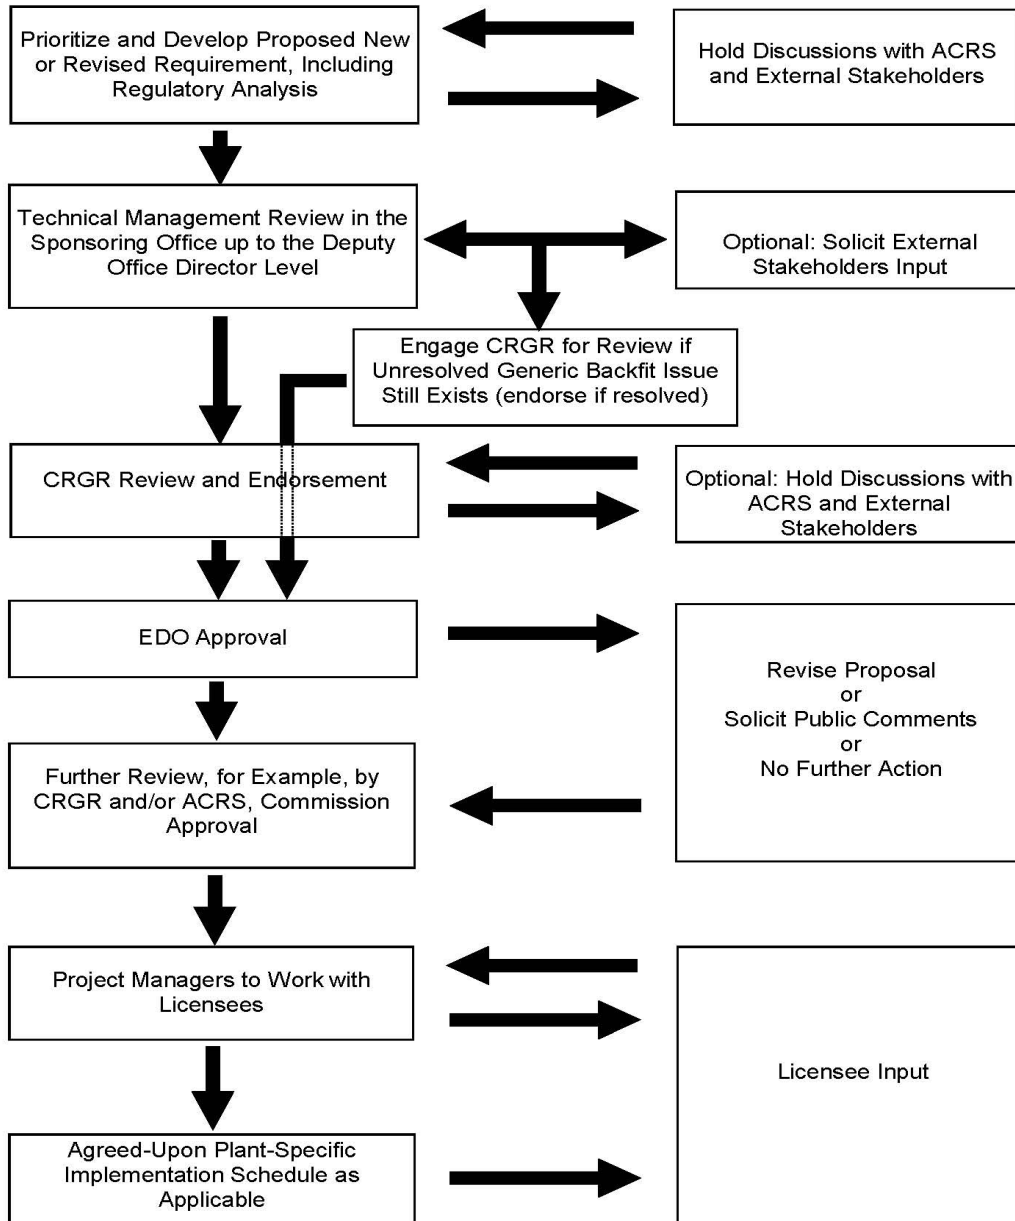 Prioritize and Develop Proposed New
or Revised Requirement, Including
Regulatory Analysis
Hold Discussions with ACRS
and External Stakeholders
Technical Management Review in the
Sponsoring Office up to the Deputy
Office Director Level
Optional: Solicit External
Stakeholders Input
Engage CRGR for Review if
Unresolved Generic Backfit Issue
Still Exists (endorse if resolved)
CRGR Review and Endorsement
Optional: Hold Discussions with
ACRS and External
Stakeholders
EDO Approval
Revise Proposal
or
Solicit Public Comments
or
No Further Action
Further Review, for Example, by
CRGR and/or ACRS, Commission
Approval
Project Managers to Work with
Licensees
Licensee Input
Agreed-Upon Plant-Specific
Implementation Schedule as
Applicable